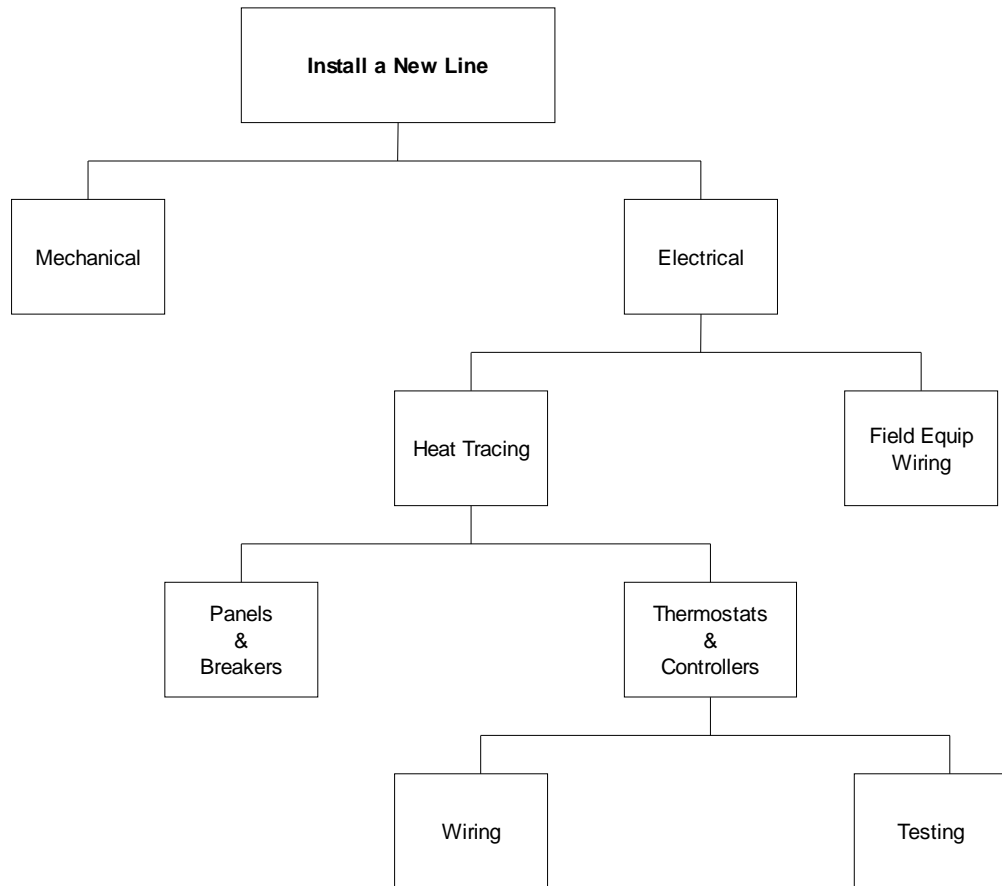 Install a New Line
Mechanical
Electrical
Heat Tracing
Field Equip
Wiring
Panels
&
Breakers
Thermostats
&
Controllers
Wiring
Testing